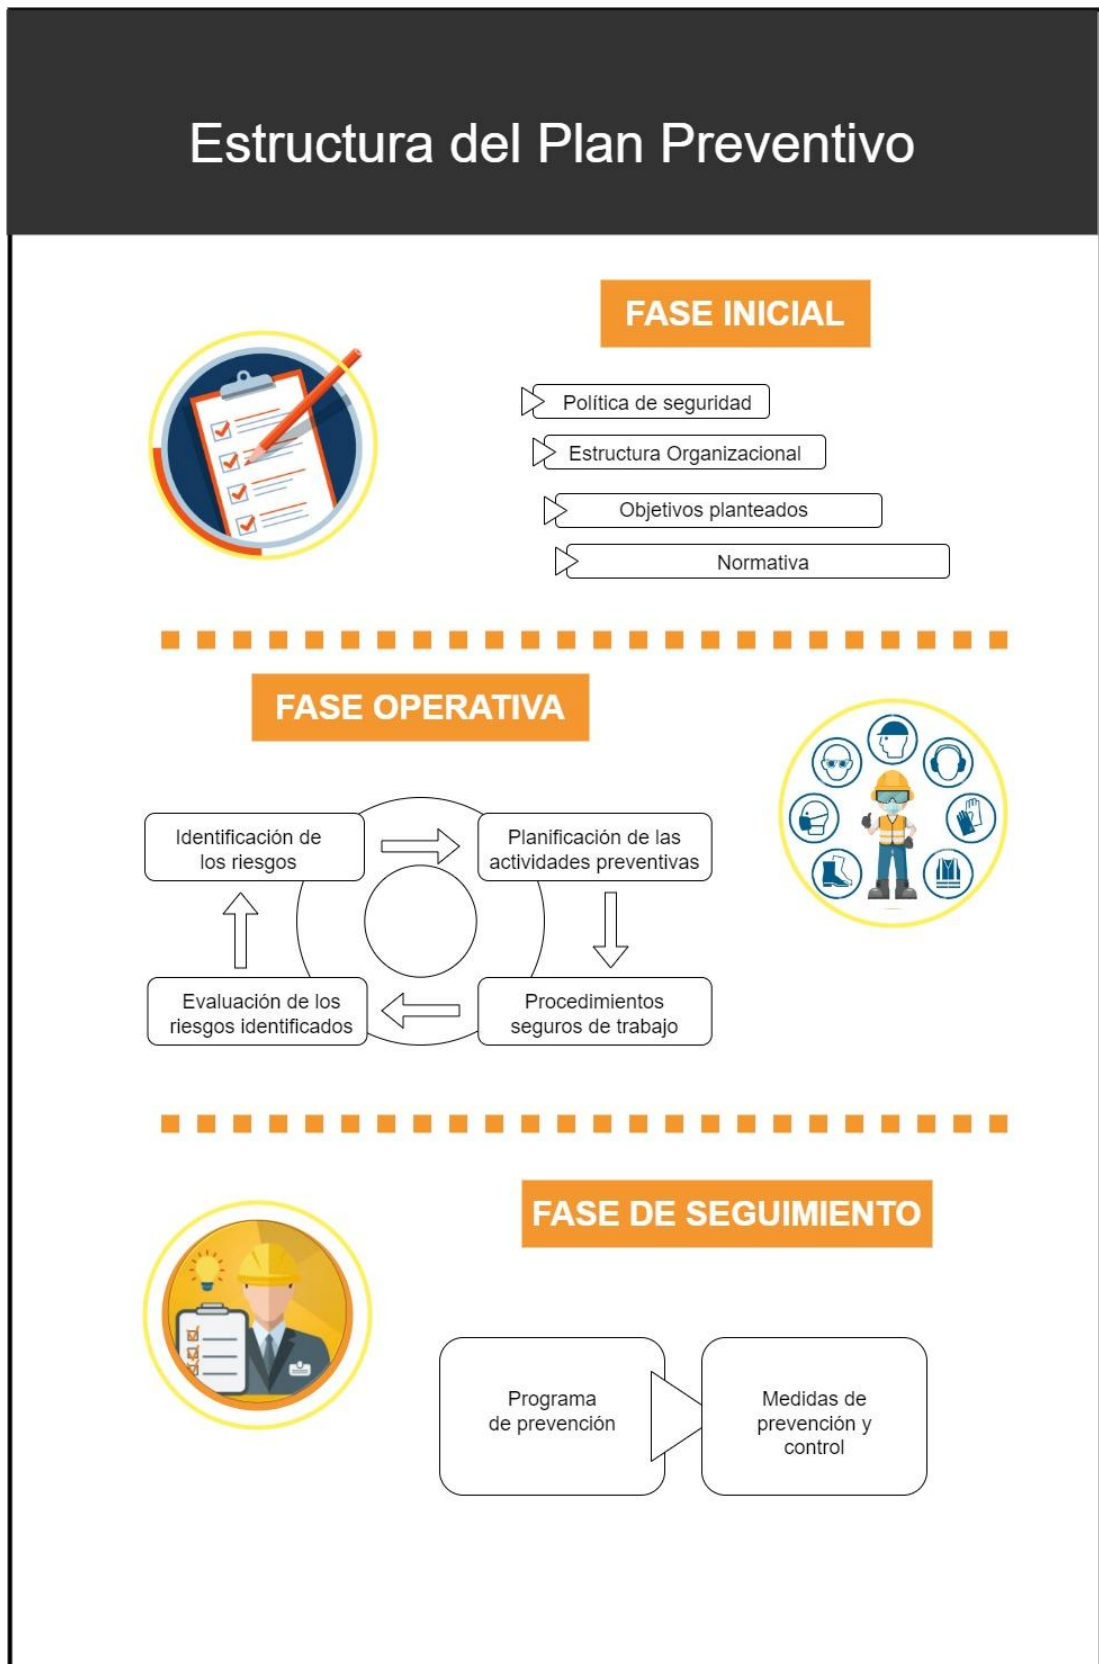 Estructura del Plan Preventivo
FASE INICIAL
Política de seguridad
Estructura Organizacional
Objetivos planteados
Normativa
FASE OPERATIVA
Identificación de
los riesgos
Planificación de las
actividades preventivas
Evaluación de los
riesgos identificados
Procedimientos
seguros de trabajo
FASE DE SEGUIMIENTO
Programa
de prevención
Medidas de
prevención y
control